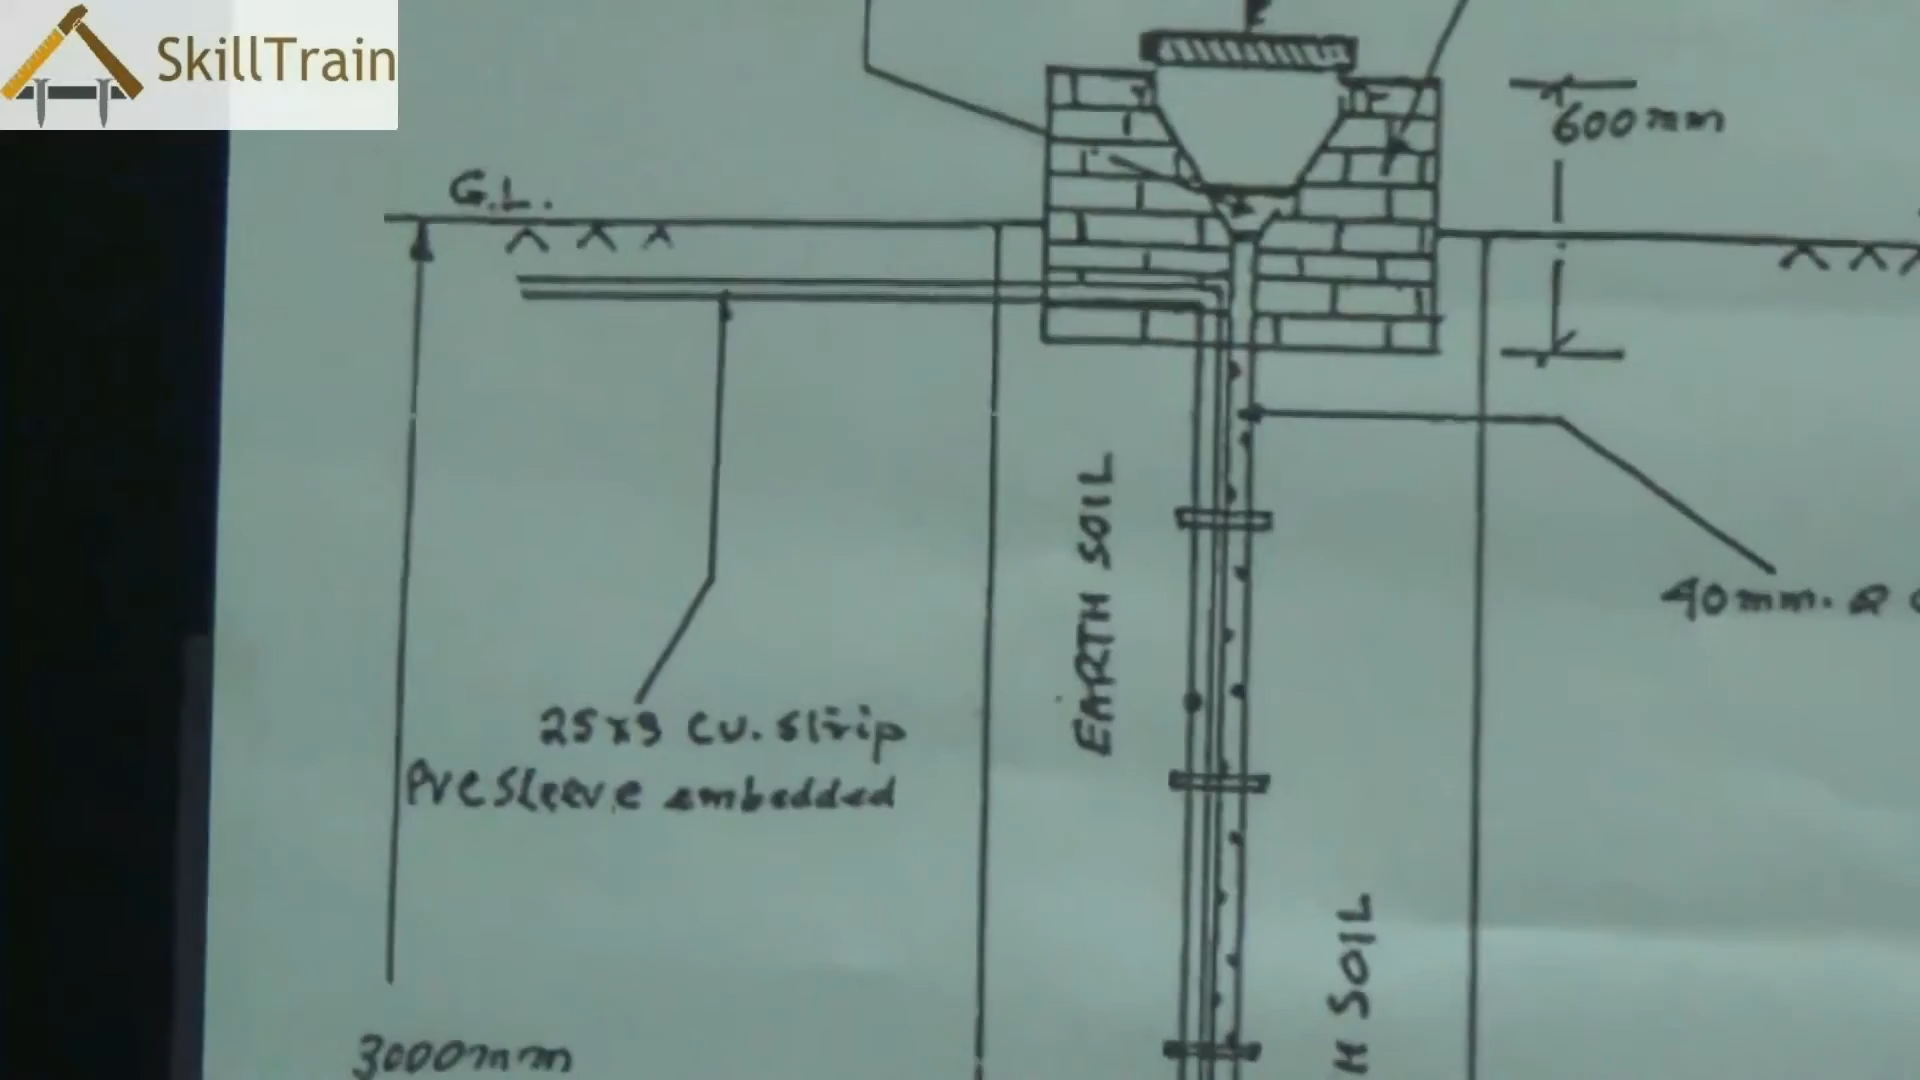 SkillTrain
600mm
G.L.
EARTH SOIL
40mm.
25x3 CU. Strip
PVC Sleeve embedded
H SOIL
3000mm